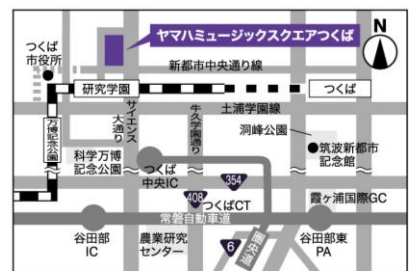 ヤマハミュージックスクエアつくば
N
つくば
市役所
新都市中央通り線
研究学園
つくば
万博記念公園
サイエンス
大通り
牛久学園通り
土浦学園線
洞峰公園
筑波新都市
記念館
科学万博
記念公園
つくば
中央IC
354
408
つくばCT
霞ヶ浦国際GC
常磐自動車道
谷田部
IC
農業研究
センター
6
圏央道
谷田部東
PA